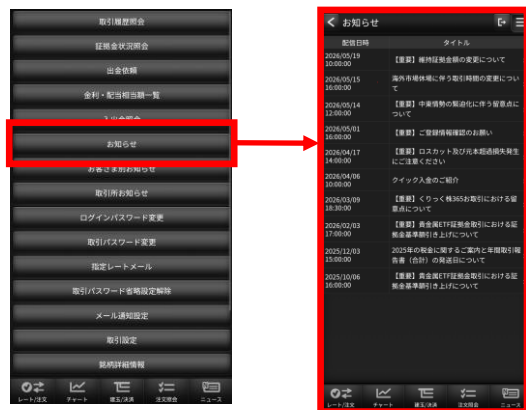 取引履歴照会
証拠金状況照会
出金依頼
金利・配当相当額一覧
入出金照会
お知らせ
お客さま別お知らせ
取引所お知らせ
ログインパスワード変更
取引パスワード変更
指定レートメール
取引パスワード省略設定解除
メール通知設定
取引設定
銘柄詳細情報
レート/注文
チャート
建玉/決済
注文照会
ニュース
お知らせ
配信日時
タイトル
2026/05/19
10:00:00
【重要】維持証拠金額の変更について
2026/05/15
16:00:00
海外市場休場に伴う取引時間の変更につい
て
2026/05/14
12:00:00
【重要】中東情勢の緊迫化に伴う留意点に
ついて
2026/05/01
16:00:00
【重要】ご登録情報確認のお願い
2026/04/17
14:00:00
【重要】ロスカット及び元本超過損失発生
にご注意ください
2026/04/06
10:00:00
クイック入金のご紹介
2026/03/09
18:30:00
【重要】くりっく株365お取引における留
意点について
2026/02/03
17:00:00
【重要】貴金属ETF証拠金取引における証
拠金基準額引き上げについて
2025/12/03
15:00:00
2025年の税金に関するご案内と年間取引報
告書（合計）の発送日について
2025/10/06
16:00:00
【重要】貴金属ETF証拠金取引における証
拠金基準額引き上げについて
レート/注文
チャート
建玉/決済
注文照会
ニュース